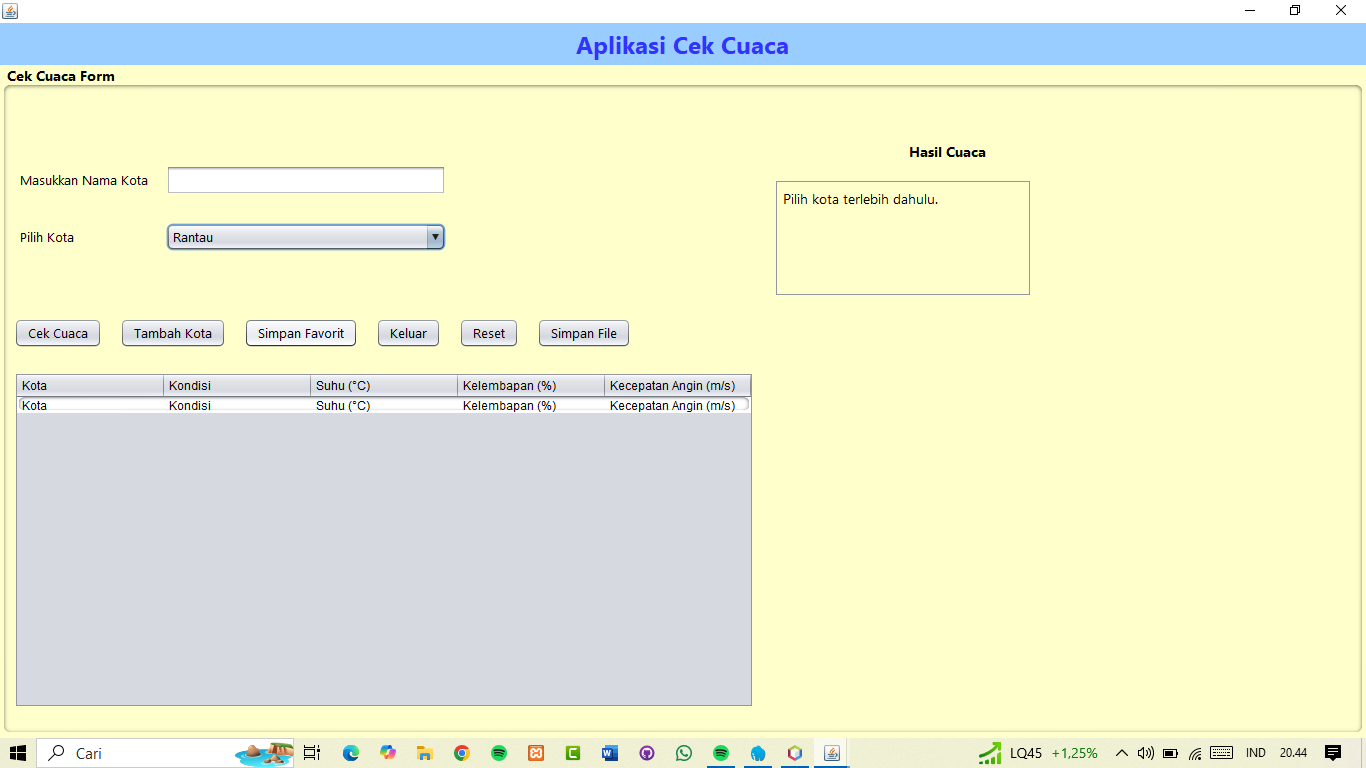 Aplikasi Cek Cuaca
Cek Cuaca Form
Hasil Cuaca
Masukkan Nama Kota
Pilih kota terlebih dahulu.
Pilih Kota
Rantau
Cek Cuaca Tambah Kota Simpan Favorit Keluar Reset Simpan File
Kota Kondisi Suhu (°C) Kelembapan (%) Kecepatan Angin (m/s)
Kota Kondisi Suhu (°C) Kelembapan (%) Kecepatan Angin (m/s)
Cari LQ45 +1,25% IND 20.44